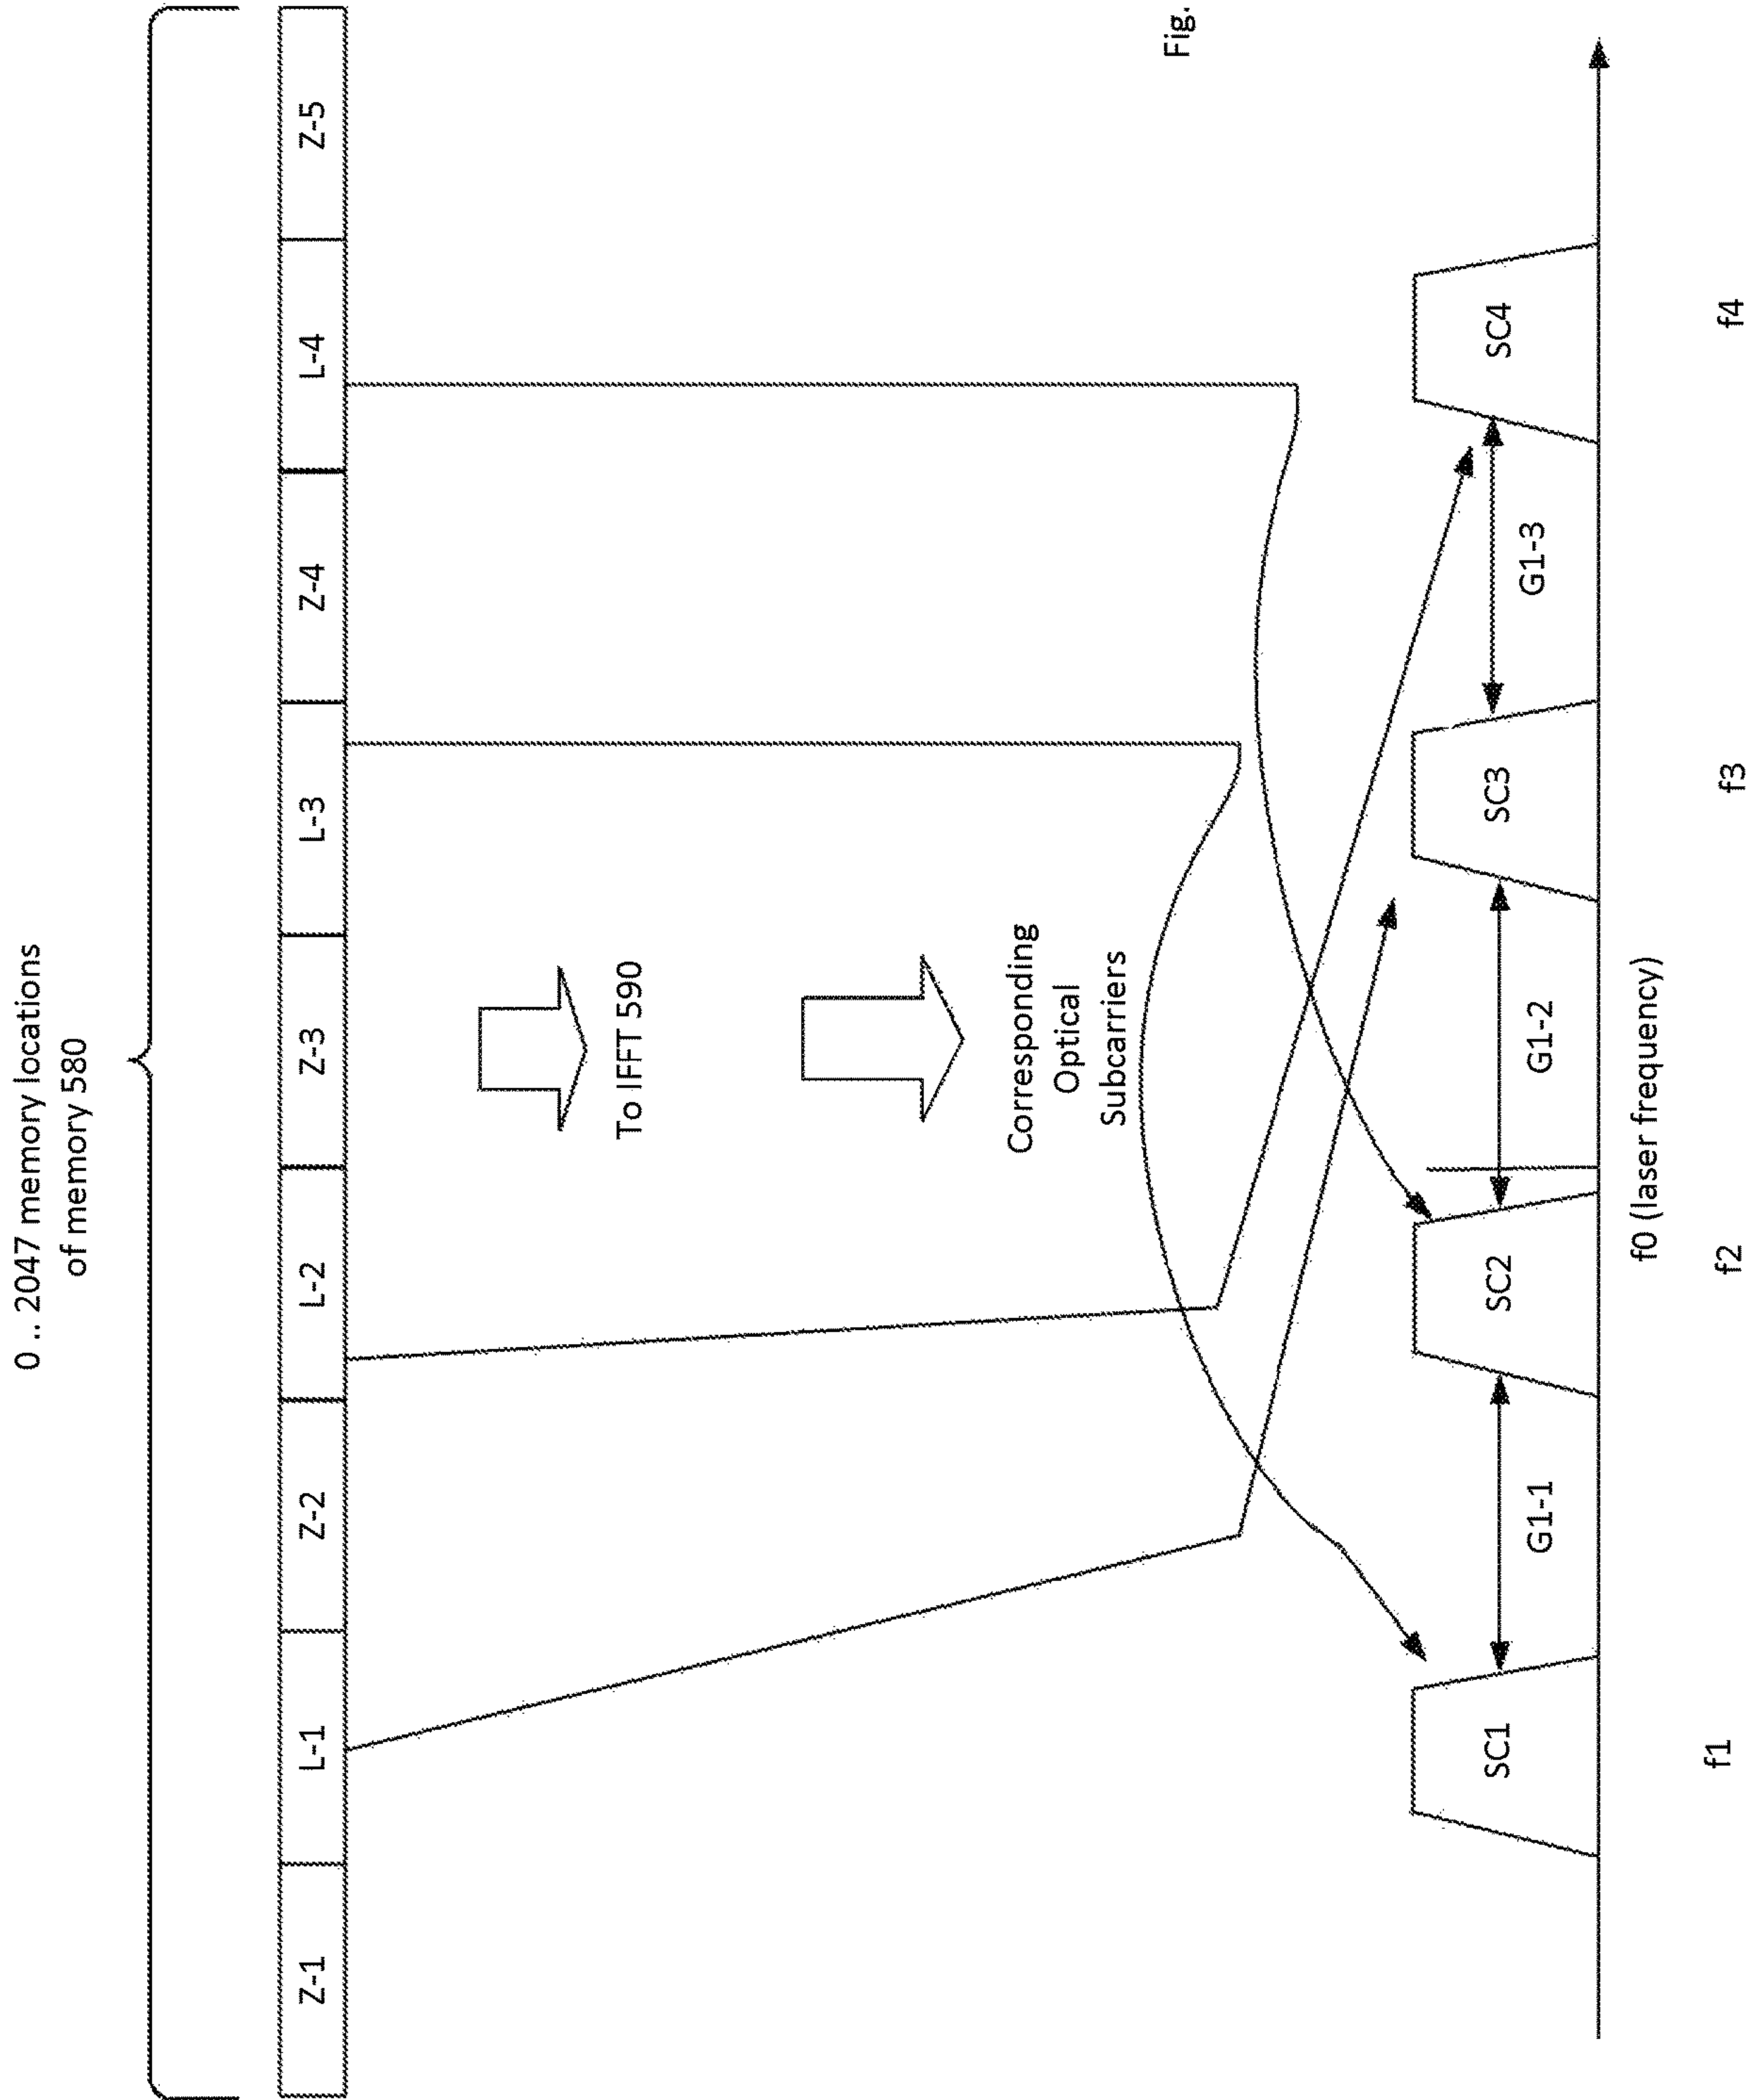 0 .. 2047 memory locations
of memory 580
Z-1
L-1
Z-2
L-2
Z-3
L-3
Z-4
L-4
Z-5
To IFFT 590
Corresponding
Optical
Subcarriers
Fig.
SC1
SC2
SC3
SC4
G1-1
G1-2
G1-3
f0 (laser frequency)
f1
f2
f3
f4